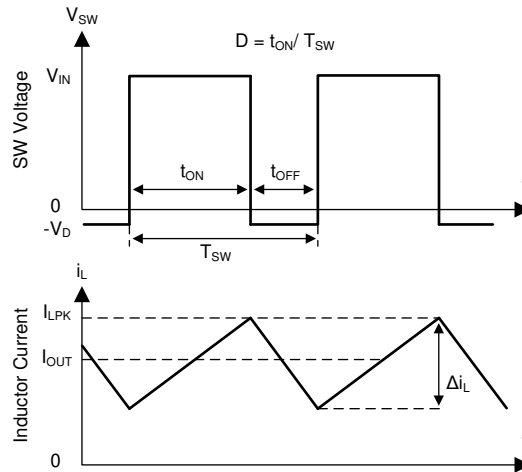 V_SW
D = t_ON/ T_SW
V_IN
SW Voltage
t_ON
t_OFF
0
-V_D
T_SW
i_L
I_LPK
I_OUT
Inductor Current
Δi_L
0